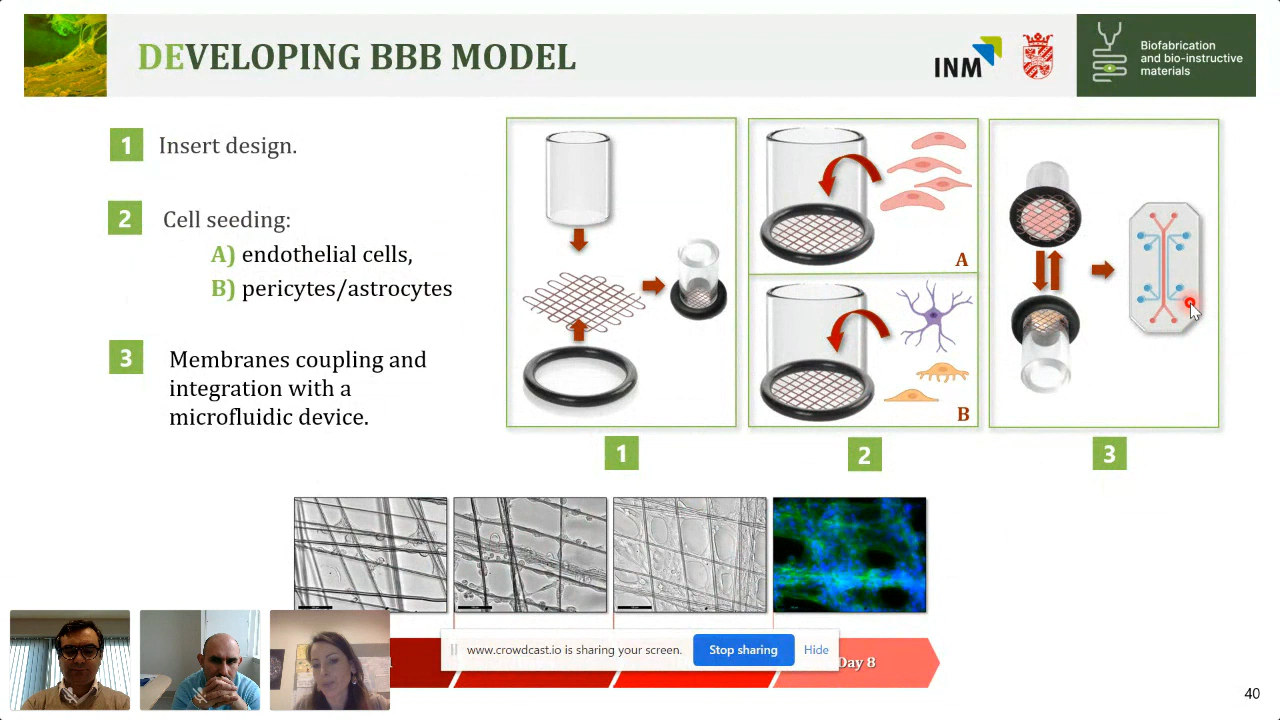 DEVELOPING BBB MODEL
INM
Biofabrication
and bio-instructive
materials
1 Insert design.
2 Cell seeding:
A) endothelial cells,
B) pericytes/astrocytes
3 Membranes coupling and
integration with a
microfluidic device.
A
B
1
2
3
www.crowdcast.io is sharing your screen.
Stop sharing
Hide
Day 8
40